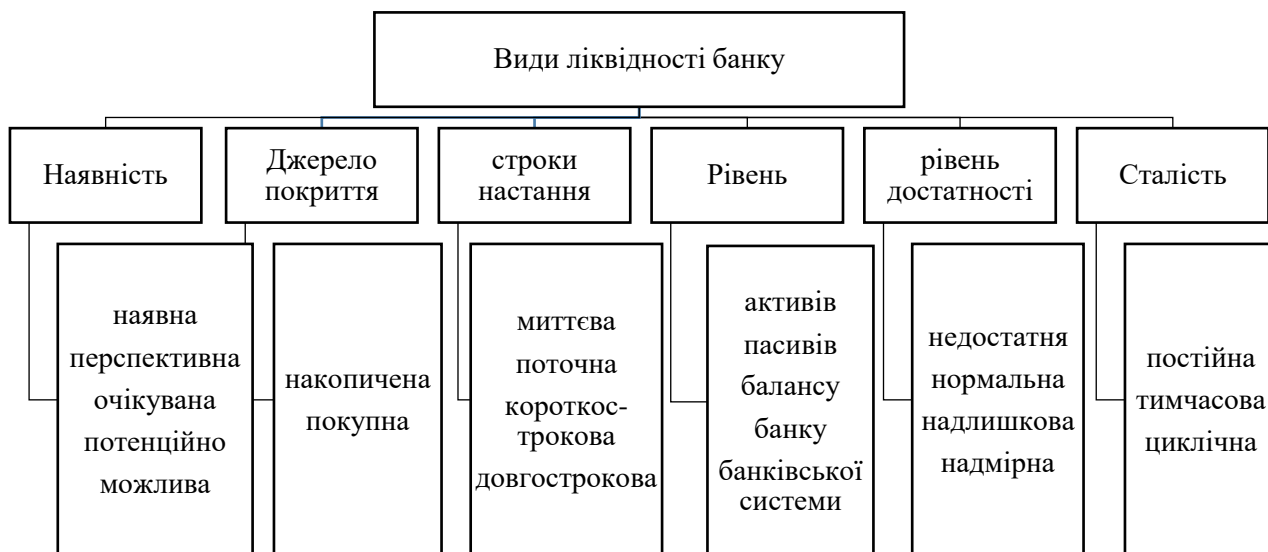 Види ліквідності банку
Наявність
Джерело
покриття
строки
настання
Рівень
рівень
достатності
Сталість
наявна
перспективна
очікувана
потенційно
можлива
накопичена
покупна
миттєва
поточна
короткос-
трокова
довгострокова
активів
пасивів
балансу
банку
банківської
системи
недостатня
нормальна
надлишкова
надмірна
постійна
тимчасова
циклічна